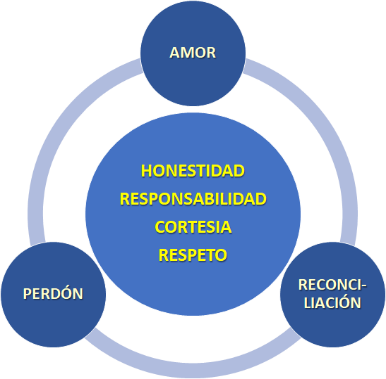 AMOR
HONESTIDAD
RESPONSABILIDAD
CORTESIA
RESPETO
PERDÓN
RECONCI-
LIACIÓN